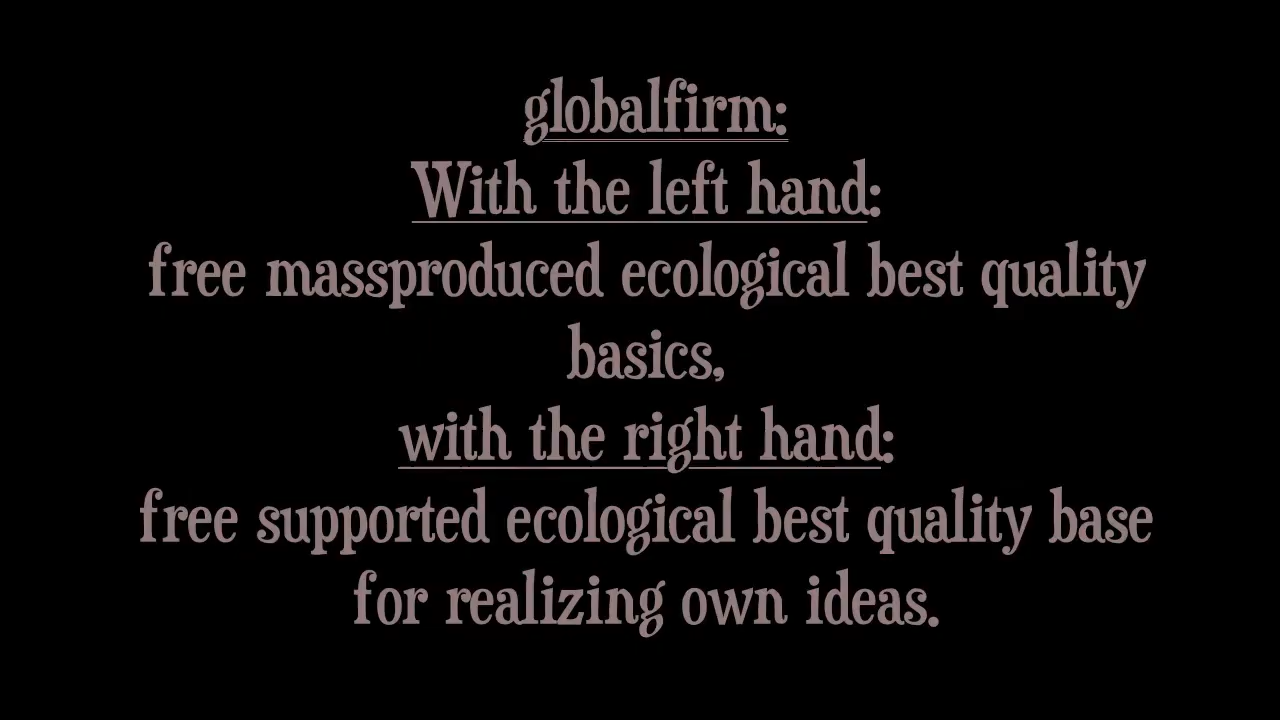 globalfirm:
With the left hand:
free massproduced ecological best quality
basics,
with the right hand:
free supported ecological best quality base
for realizing own ideas.